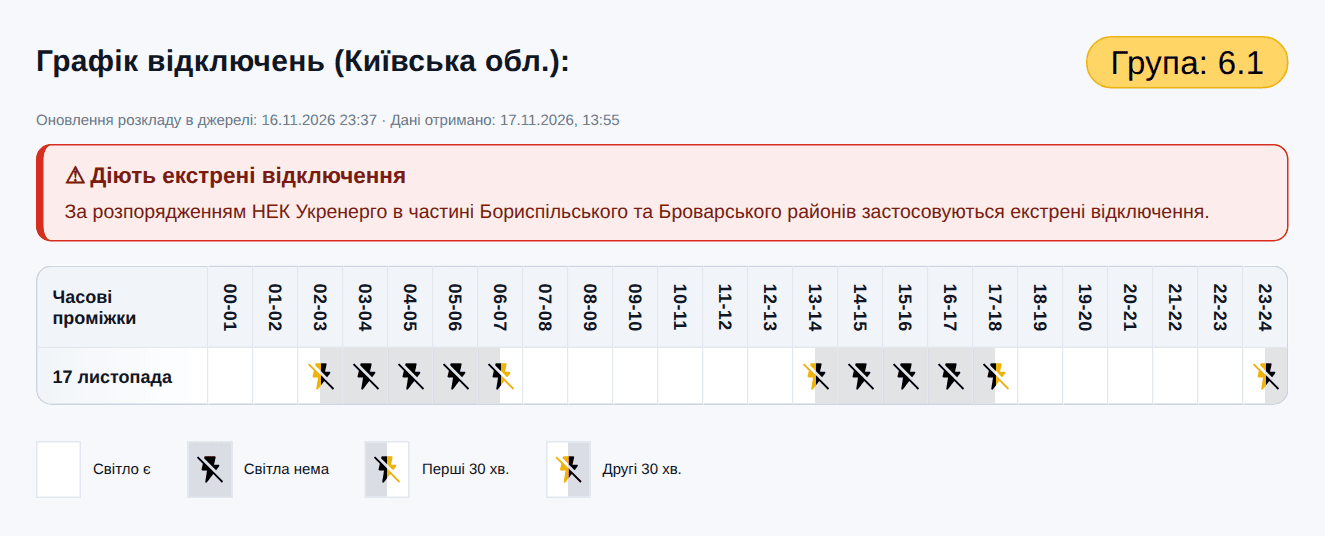 Графік відключень (Київська обл.):
Група: 6.1
Оновлення розкладу в джерелі: 16.11.2026 23:37 · Дані отримано: 17.11.2026, 13:55
⚠ Діють екстрені відключення
За розпорядженням НЕК Укренерго в частині Бориспільського та Броварського районів застосовуються екстрені відключення.
Часові
проміжки
00-01
01-02
02-03
03-04
04-05
05-06
06-07
07-08
08-09
09-10
10-11
11-12
12-13
13-14
14-15
15-16
16-17
17-18
18-19
19-20
20-21
21-22
22-23
23-24
17 листопада
Світло є
Світла нема
Перші 30 хв.
Другі 30 хв.